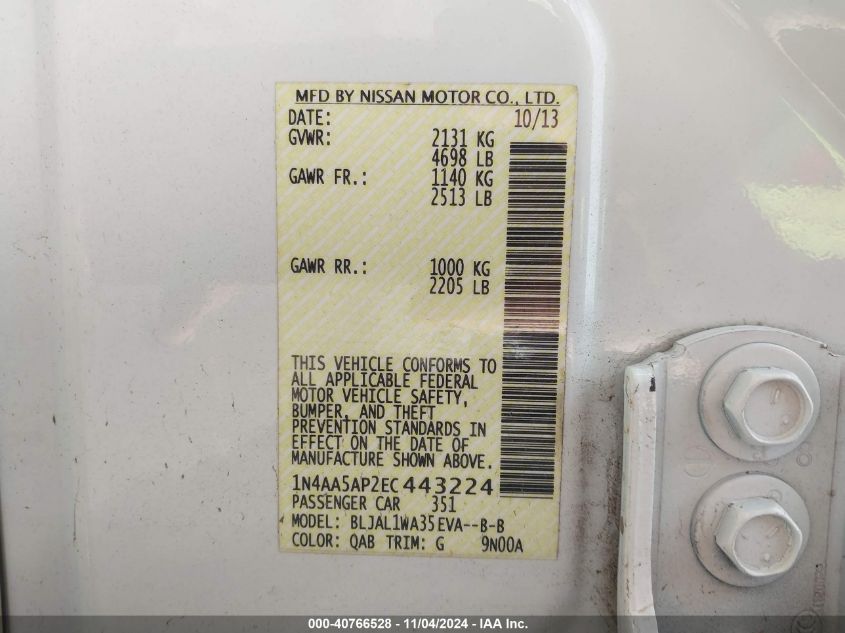 MFD BY NISSAN MOTOR CO., LTD.
DATE: 10/13
GVWR: 2131 KG
4698 LB
GAWR FR.: 1140 KG
2513 LB
GAWR RR.: 1000 KG
2205 LB
THIS VEHICLE CONFORMS TO
ALL APPLICABLE FEDERAL
MOTOR VEHICLE SAFETY,
BUMPER, AND THEFT
PREVENTION STANDARDS IN
EFFECT ON THE DATE OF
MANUFACTURE SHOWN ABOVE.
1N4AA5AP2EC443224
PASSENGER CAR 351
MODEL: BLJAL1WA35EVA--B-B
COLOR: QAB TRIM: G 9N00A
000-40766528 - 11/04/2024 - IAA Inc.